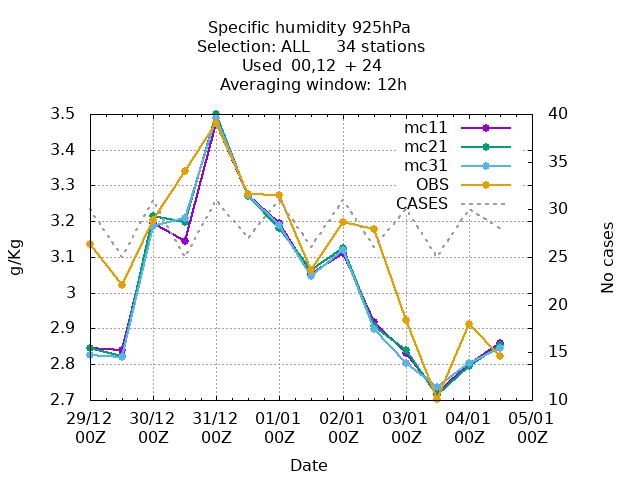 Specific humidity 925hPa
Selection: ALL 34 stations
Used 00,12 + 24
Averaging window: 12h
3.5
3.4
3.3
3.2
3.1
3
2.9
2.8
2.7
g/Kg
mc11
mc21
mc31
OBS
CASES
40
35
30
25
20
15
10
No cases
29/12 30/12 31/12 01/01 02/01 03/01 04/01 05/01
00Z 00Z 00Z 00Z 00Z 00Z 00Z 00Z
Date